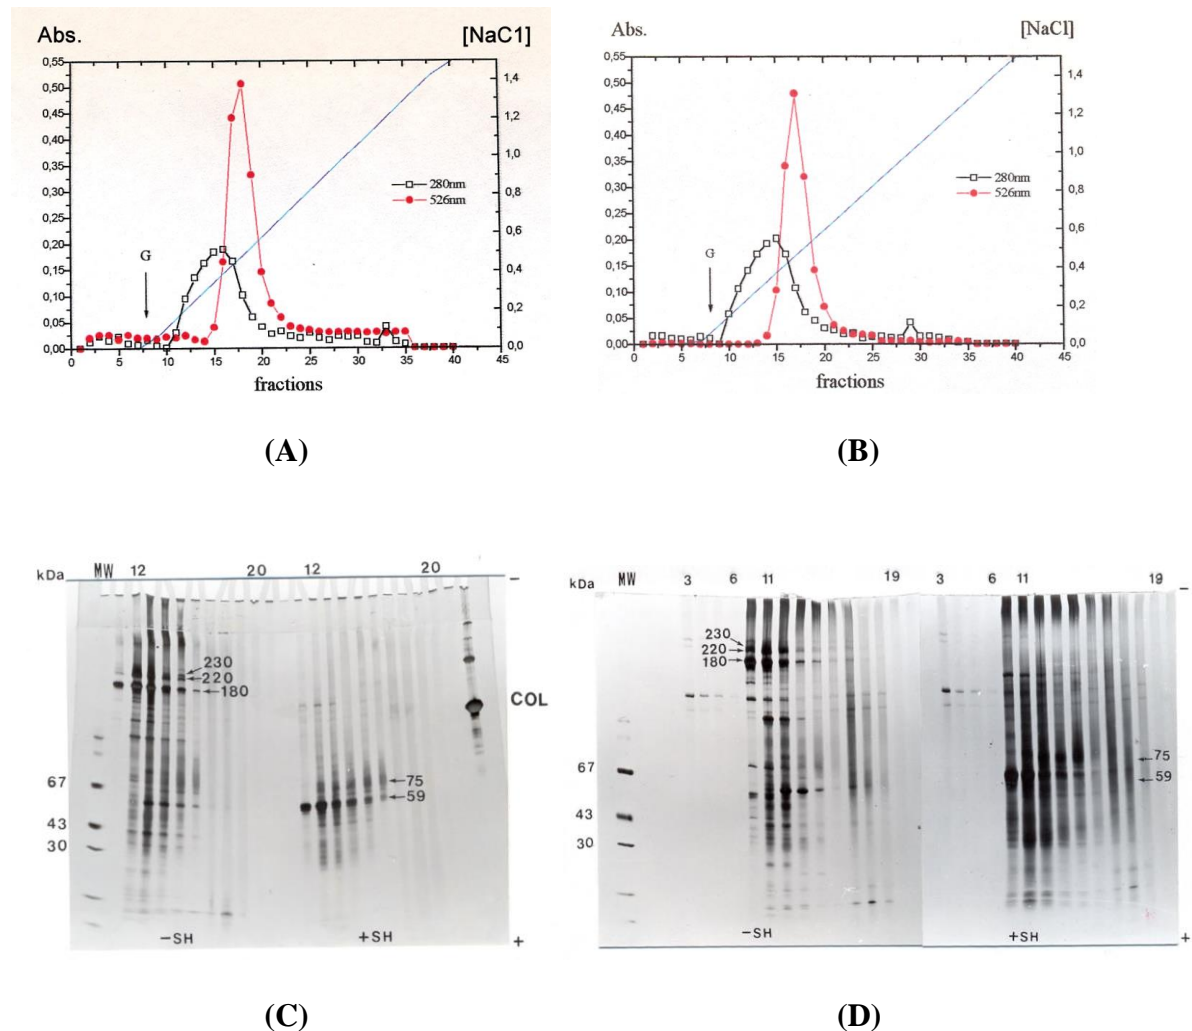 Abs. [NaC1]
0,55
0,50
0,45
0,40
0,35
0,30
0,25
0,20
0,15
0,10
0,05
0,00
1,4
1,2
1,0
0,8
0,6
0,4
0,2
0,0
G
280nm
526nm
0 5 10 15 20 25 30 35 40 45
fractions
(A)
Abs. [NaCl]
0,55
0,50
0,45
0,40
0,35
0,30
0,25
0,20
0,15
0,10
0,05
0,00
1,4
1,2
1,0
0,8
0,6
0,4
0,2
0,0
G
280nm
526nm
0 5 10 15 20 25 30 35 40 45
fractions
(B)
kDa MW 12 20 12 20 −
230
220
180
COL
67
75
59
43
30
−SH +SH +
(C)
kDa MW 3 6 11 19 3 6 11 19 −
230
220
180
67
75
59
43
30
−SH +SH +
(D)